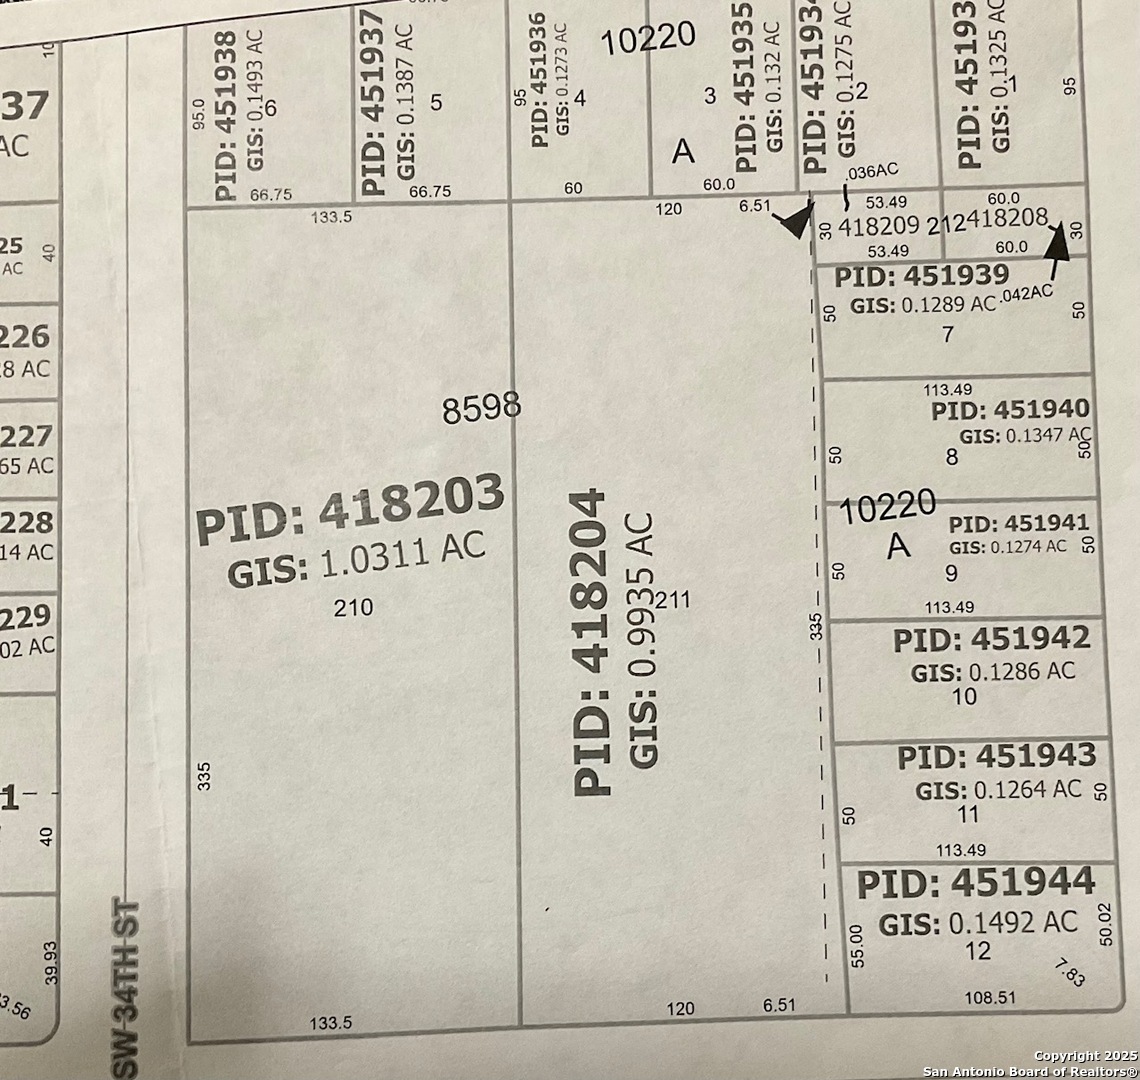 10
37
AC
95.0
PID: 451938
GIS: 0.1493 AC
6
66.75
PID: 451937
GIS: 0.1387 AC
5
66.75
95
PID: 451936
GIS: 0.1273 AC
4
60
10220
3
A
60.0
PID: 451935
GIS: 0.132 AC
PID: 451934
GIS: 0.1275 AC
2
PID: 45193
GIS: 0.1325 AC
1
95
.036AC
133.5
120
6.51
30
53.49
418209
53.49
212
60.0
418208
60.0
30
25
AC
40
PID: 451939
GIS: 0.1289 AC
.042AC
50
7
50
226
8 AC
8598
113.49
PID: 451940
GIS: 0.1347 AC
50
8
50
227
65 AC
PID: 418203
GIS: 1.0311 AC
210
335
133.5
PID: 418204
GIS: 0.9935 AC
211
335
120
6.51
10220
A
PID: 451941
GIS: 0.1274 AC
50
9
50
113.49
228
14 AC
229
02 AC
PID: 451942
GIS: 0.1286 AC
10
PID: 451943
GIS: 0.1264 AC
50
11
50
113.49
1
40
PID: 451944
GIS: 0.1492 AC
55.00
12
50.02
7.83
108.51
39.93
3.56
SW 34TH ST
Copyright 2025
San Antonio Board of Realtors®